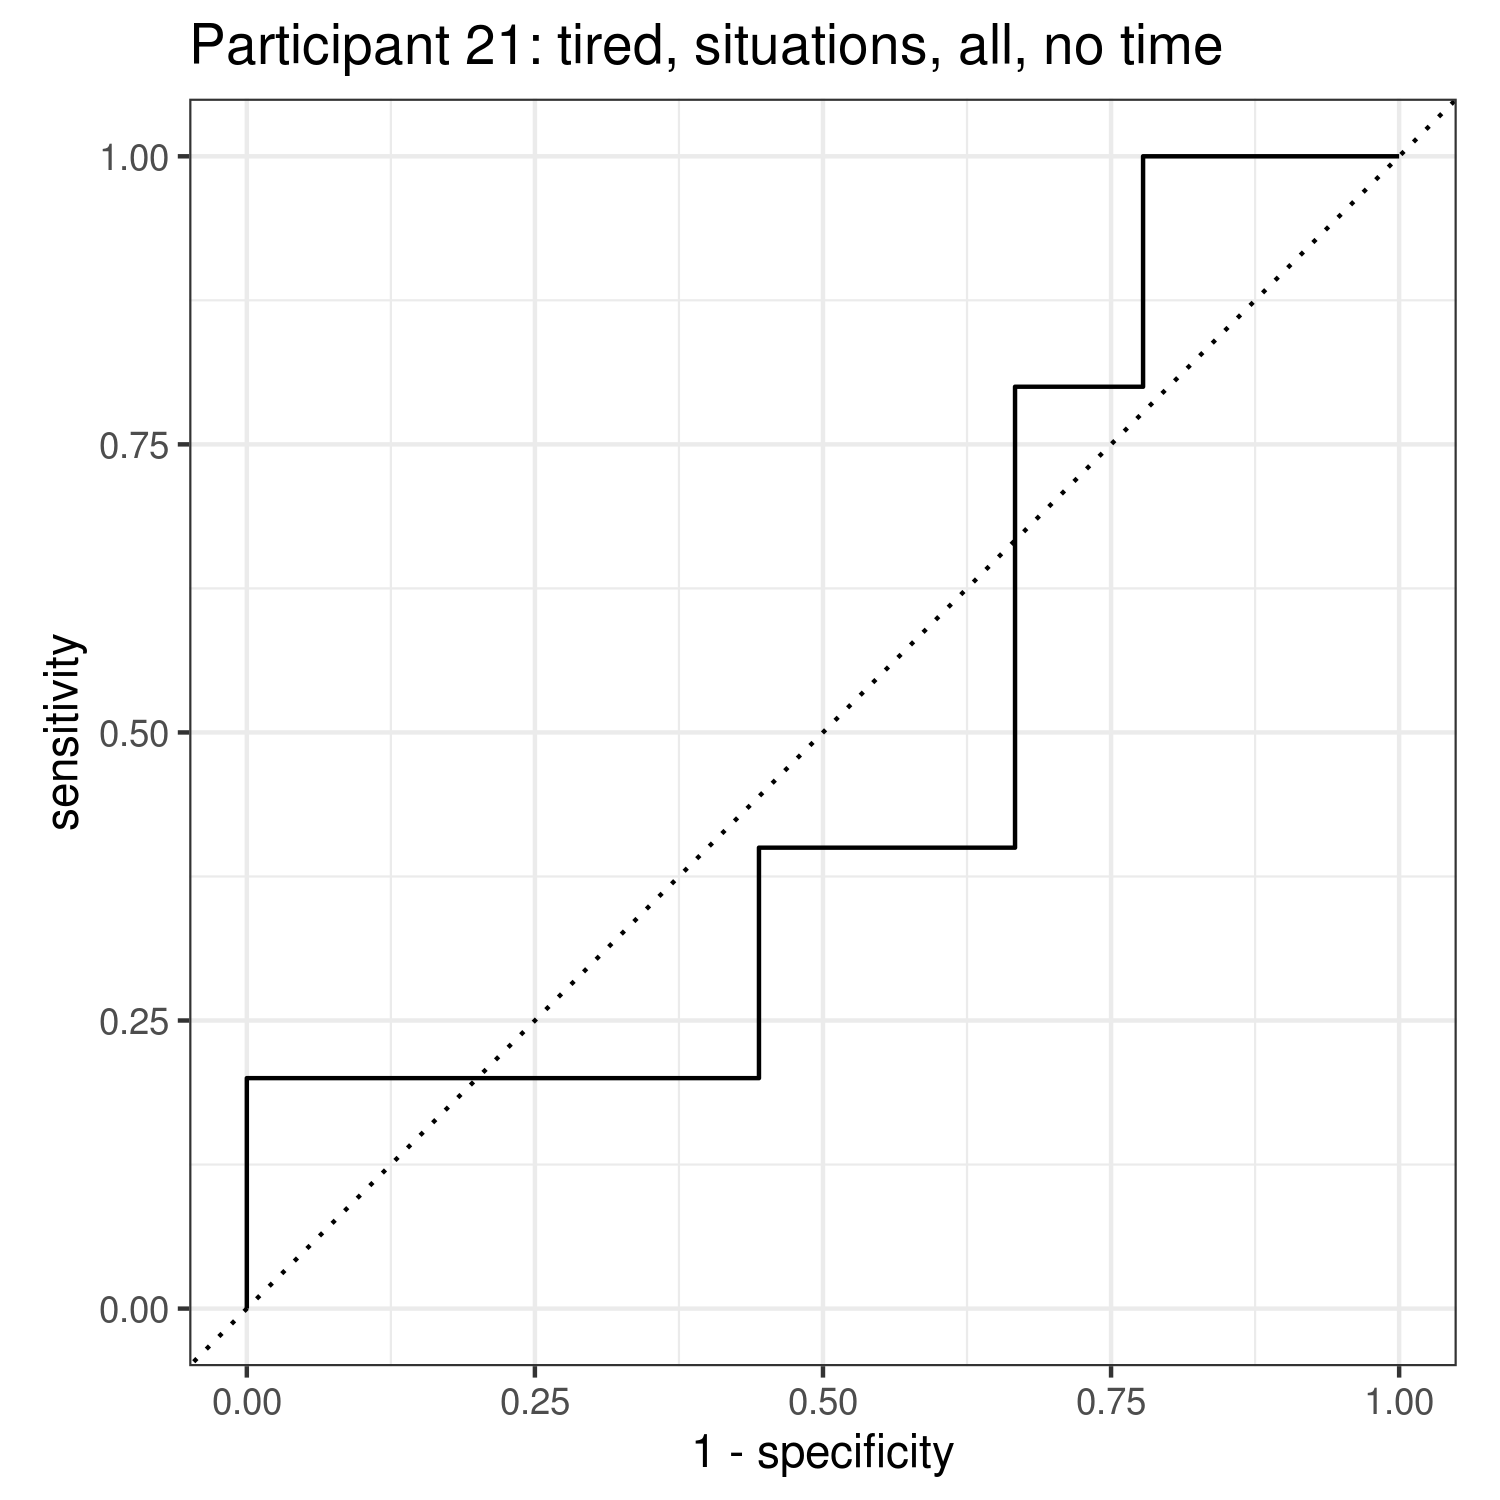 Participant 21: tired, situations, all, no time
1.00
0.75
0.50
0.25
0.00
sensitivity
0.00 0.25 0.50 0.75 1.00
1 - specificity